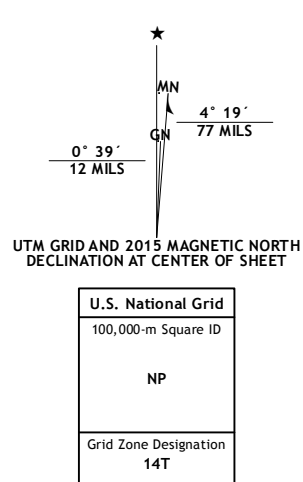 ★
MN
4° 19´
77 MILS
GN
0° 39´
12 MILS
UTM GRID AND 2015 MAGNETIC NORTH
DECLINATION AT CENTER OF SHEET
U.S. National Grid
100,000-m Square ID
NP
Grid Zone Designation
14T